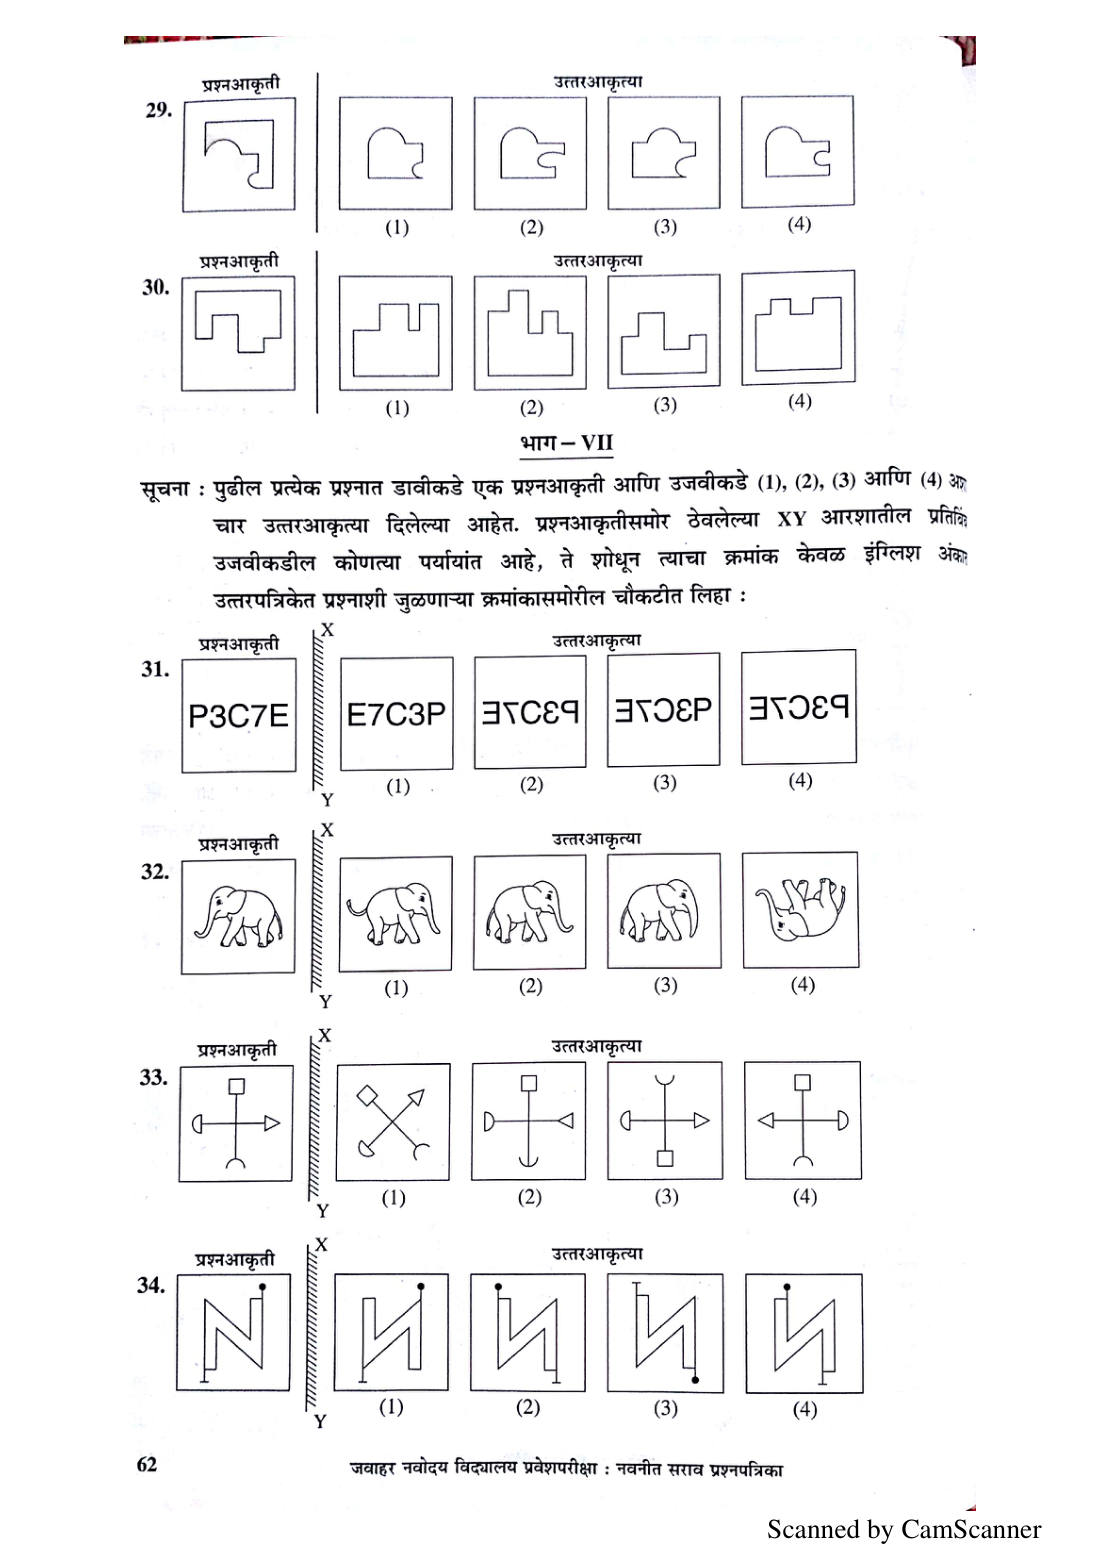 प्रश्नआकृती उत्तरआकृत्या
29.
(1) (2) (3) (4)
प्रश्नआकृती उत्तरआकृत्या
30.
(1) (2) (3) (4)
भाग – VII
सूचना : पुढील प्रत्येक प्रश्नात डावीकडे एक प्रश्नआकृती आणि उजवीकडे (1), (2), (3) आणि (4)
चार उत्तरआकृत्या दिलेल्या आहेत. प्रश्नआकृतीसमोर ठेवलेल्या XY आरशातील
उजवीकडील कोणत्या पर्यायांत आहे, ते शोधून त्याचा क्रमांक केवळ इंग्लिश
उत्तरपत्रिकेत प्रश्नाशी जुळणाऱ्या क्रमांकासमोरील चौकटीत लिहा :
प्रश्नआकृती X उत्तरआकृत्या
31.
P3C7E E7C3P
(1) (2) (3) (4)
Y
प्रश्नआकृती X उत्तरआकृत्या
32.
(1) (2) (3) (4)
Y
प्रश्नआकृती X उत्तरआकृत्या
33.
(1) (2) (3) (4)
Y
प्रश्नआकृती X उत्तरआकृत्या
34.
(1) (2) (3) (4)
Y
62 जवाहर नवोदय विद्यालय प्रवेशपरीक्षा : नवनीत सराव प्रश्नपत्रिका
Scanned by CamScanner